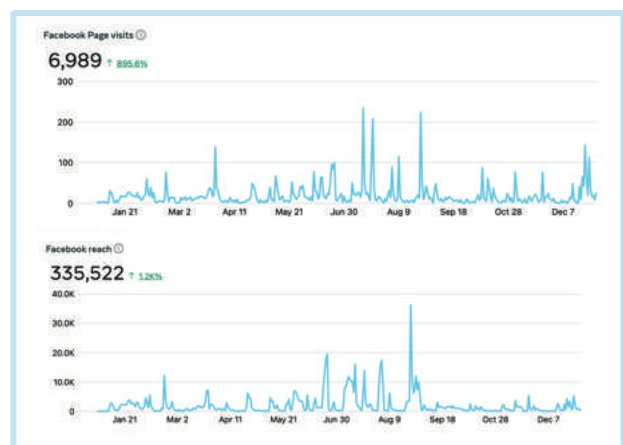 Facebook Page visits
6,989 ↑ 895.6%
300
200
100
0
Jan 21 Mar 2 Apr 11 May 21 Jun 30 Aug 9 Sep 18 Oct 28 Dec 7
Facebook reach
335,522 ↑ 1.2K%
40.0K
30.0K
20.0K
10.0K
0
Jan 21 Mar 2 Apr 11 May 21 Jun 30 Aug 9 Sep 18 Oct 28 Dec 7